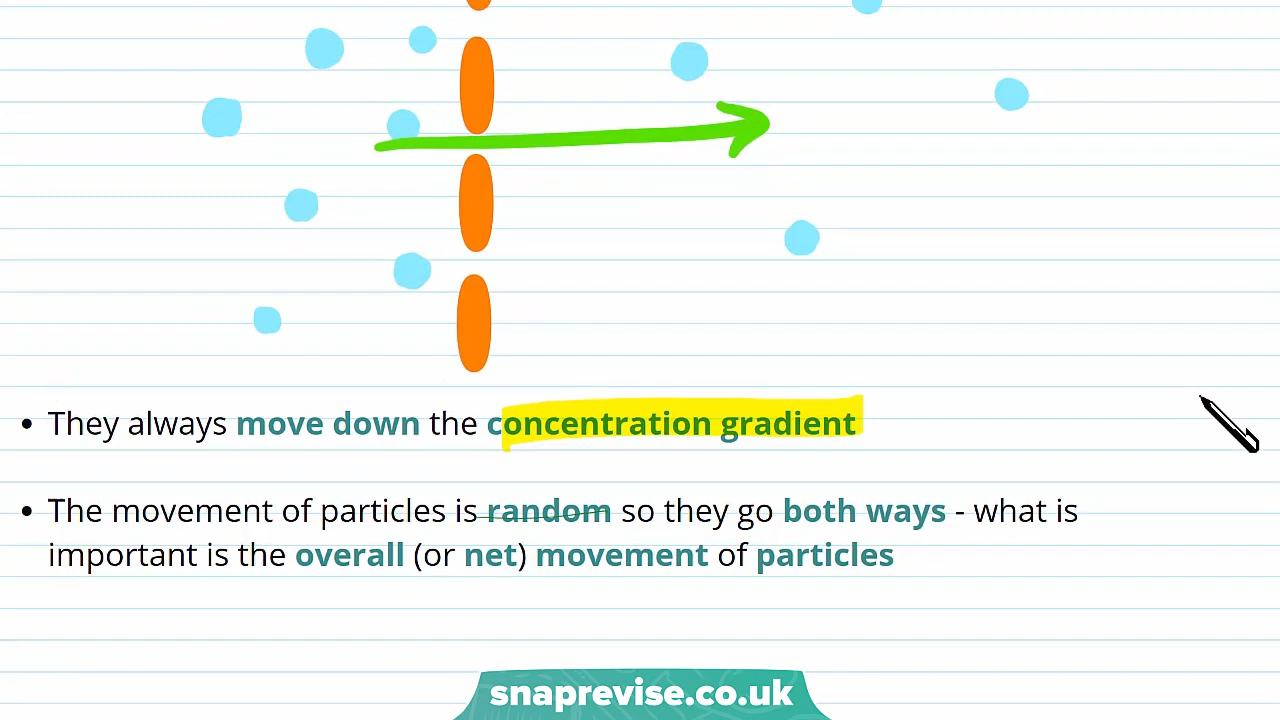 • They always move down the concentration gradient
• The movement of particles is random so they go both ways - what is
important is the overall (or net) movement of particles
snaprevise.co.uk